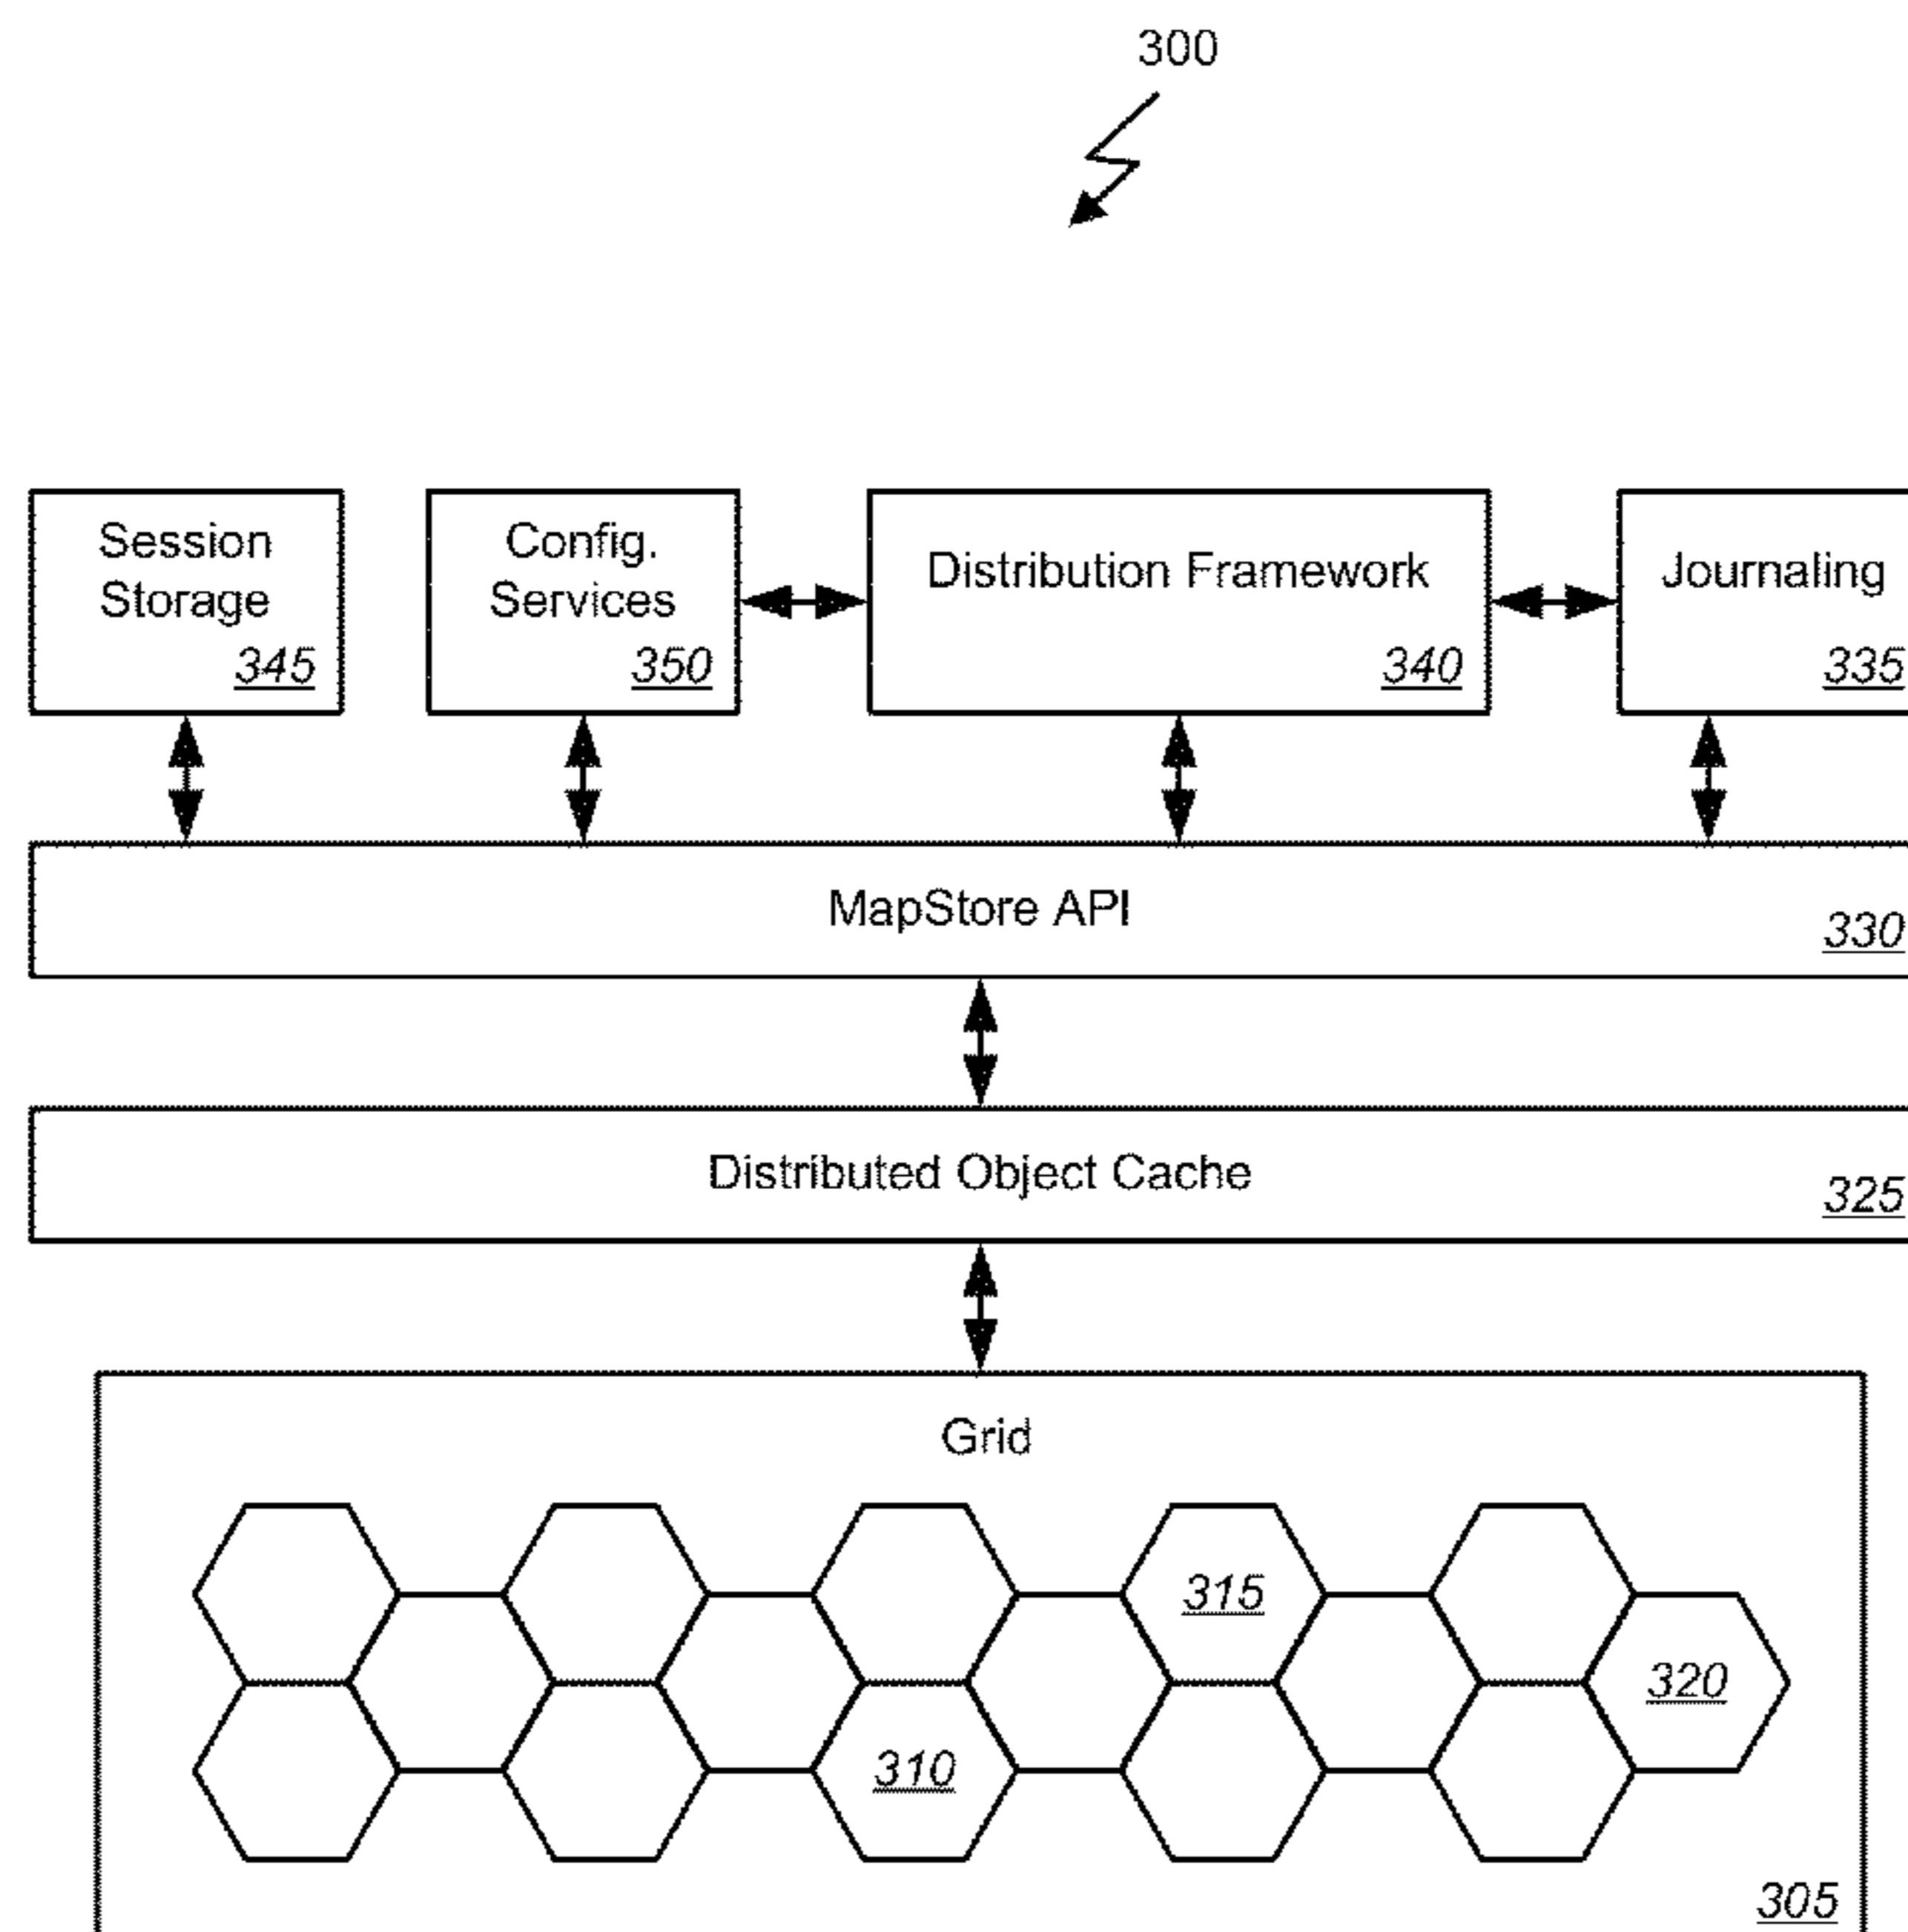 300
Session
Storage
345
Config.
Services
350
Distribution Framework
340
Journaling
335
MapStore API
330
Distributed Object Cache
325
Grid
315
320
310
305